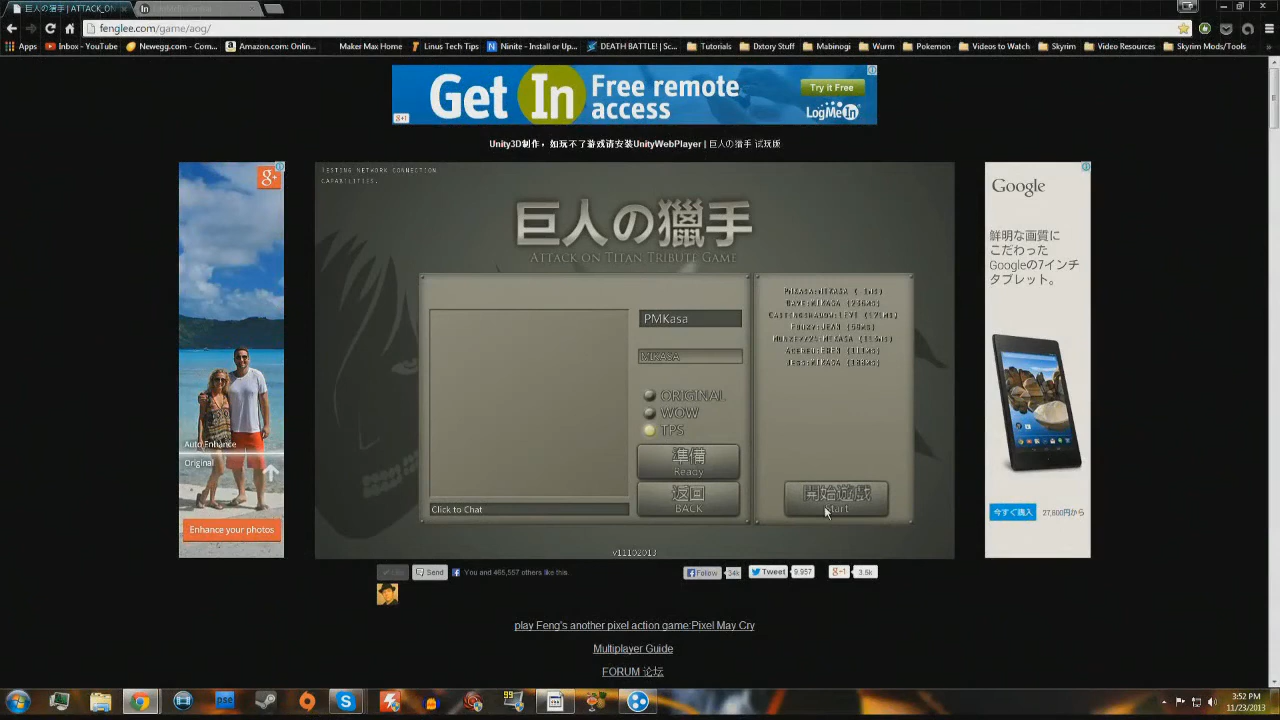 巨人の猎手 | ATTACK_ON
fenglee.com/game/aog/
Apps
Inbox - YouTube
Newegg.com - Com...
Amazon.com: Onlin...
Maker Max Home
Linus Tech Tips
Ninite - Install or Up...
DEATH BATTLE! | Sc...
Tutorials
Dxtory Stuff
Mabinogi
Wurm
Pokemon
Videos to Watch
Skyrim
Video Resources
Skyrim Mods/Tools
Get In Free remote access
Try it Free
LogMeIn
Unity3D制作，如玩不了游戏请安装UnityWebPlayer | 巨人の猎手 试玩版
TESTING NETWORK CONNECTION
CAPABILITIES.
巨人の獵手
ATTACK ON TITAN TRIBUTE GAME
PMKasa
MIKASA
ORIGINAL
WOW
TPS
準備
Ready
返回
BACK
Click to Chat
開始遊戲
Start
v11102013
Auto Enhance
Original
Enhance your photos
Google
鮮明な画質に
こだわった
Googleの7インチ
タブレット。
今すぐ購入
27,800円から
Send
You and 465,557 others like this.
Follow
34k
Tweet
9,957
3.5k
play Feng's another pixel action game:Pixel May Cry
Multiplayer Guide
FORUM 论坛
3:52 PM
11/23/2013